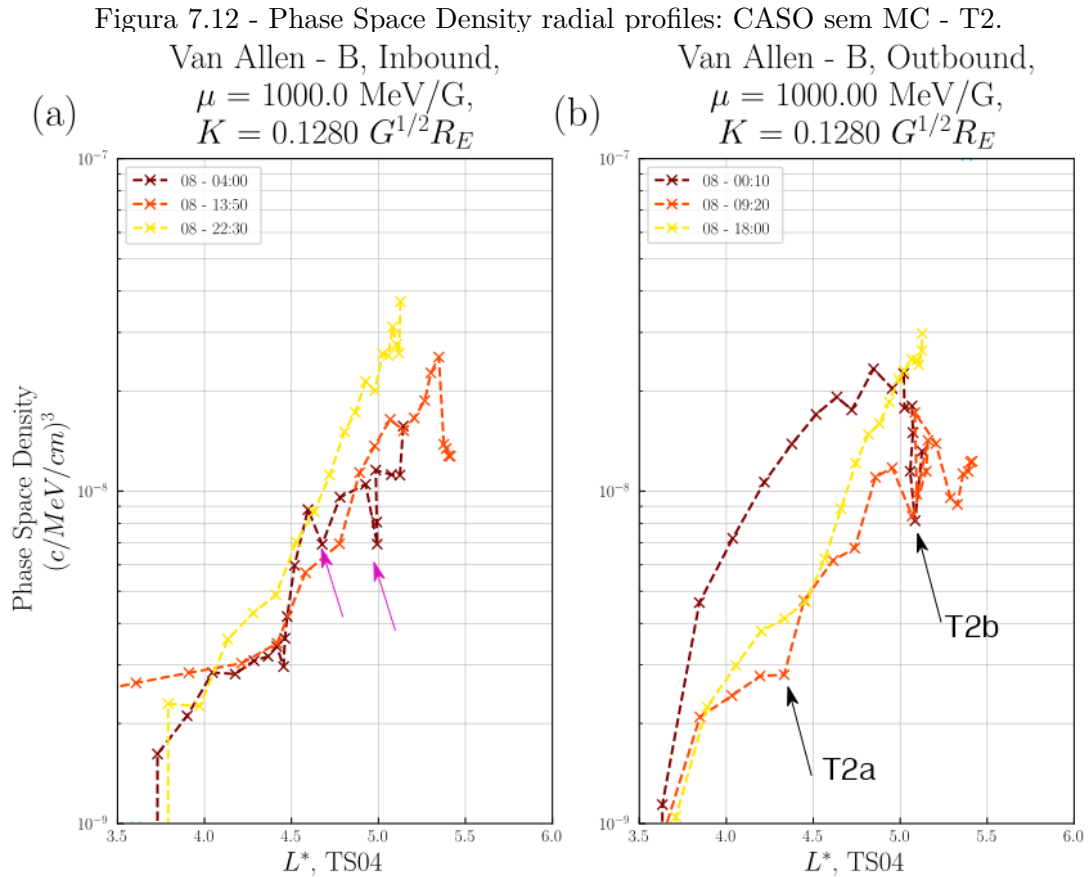 Figura 7.12 - Phase Space Density radial profiles: CASO sem MC - T2.
(a)
Van Allen - B, Inbound,
μ = 1000.0 MeV/G,
K = 0.1280 G^{1/2}R_E
(b)
Van Allen - B, Outbound,
μ = 1000.00 MeV/G,
K = 0.1280 G^{1/2}R_E
Phase Space Density
(c/MeV/cm)^3
10^{-7}
10^{-8}
10^{-9}
08 - 04:00
08 - 13:50
08 - 22:30
3.5 4.0 4.5 5.0 5.5 6.0
L*, TS04
10^{-7}
10^{-8}
10^{-9}
08 - 00:10
08 - 09:20
08 - 18:00
T2b
T2a
3.5 4.0 4.5 5.0 5.5 6.0
L*, TS04